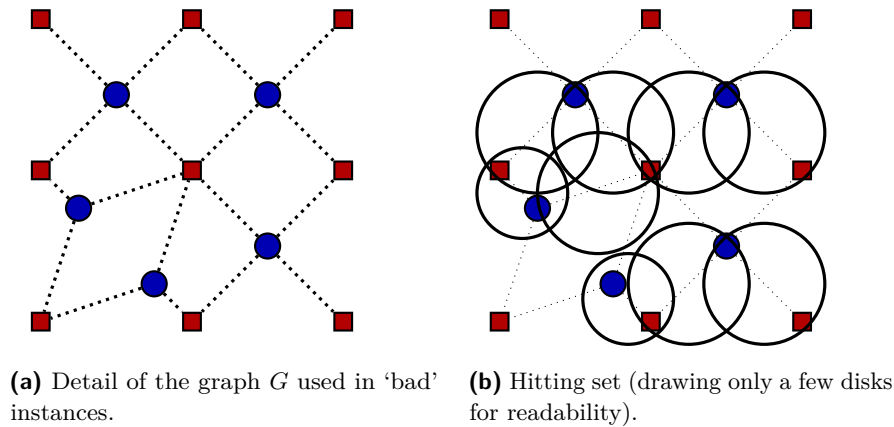 (a) Detail of the graph G used in ‘bad’
instances.
(b) Hitting set (drawing only a few disks
for readability).